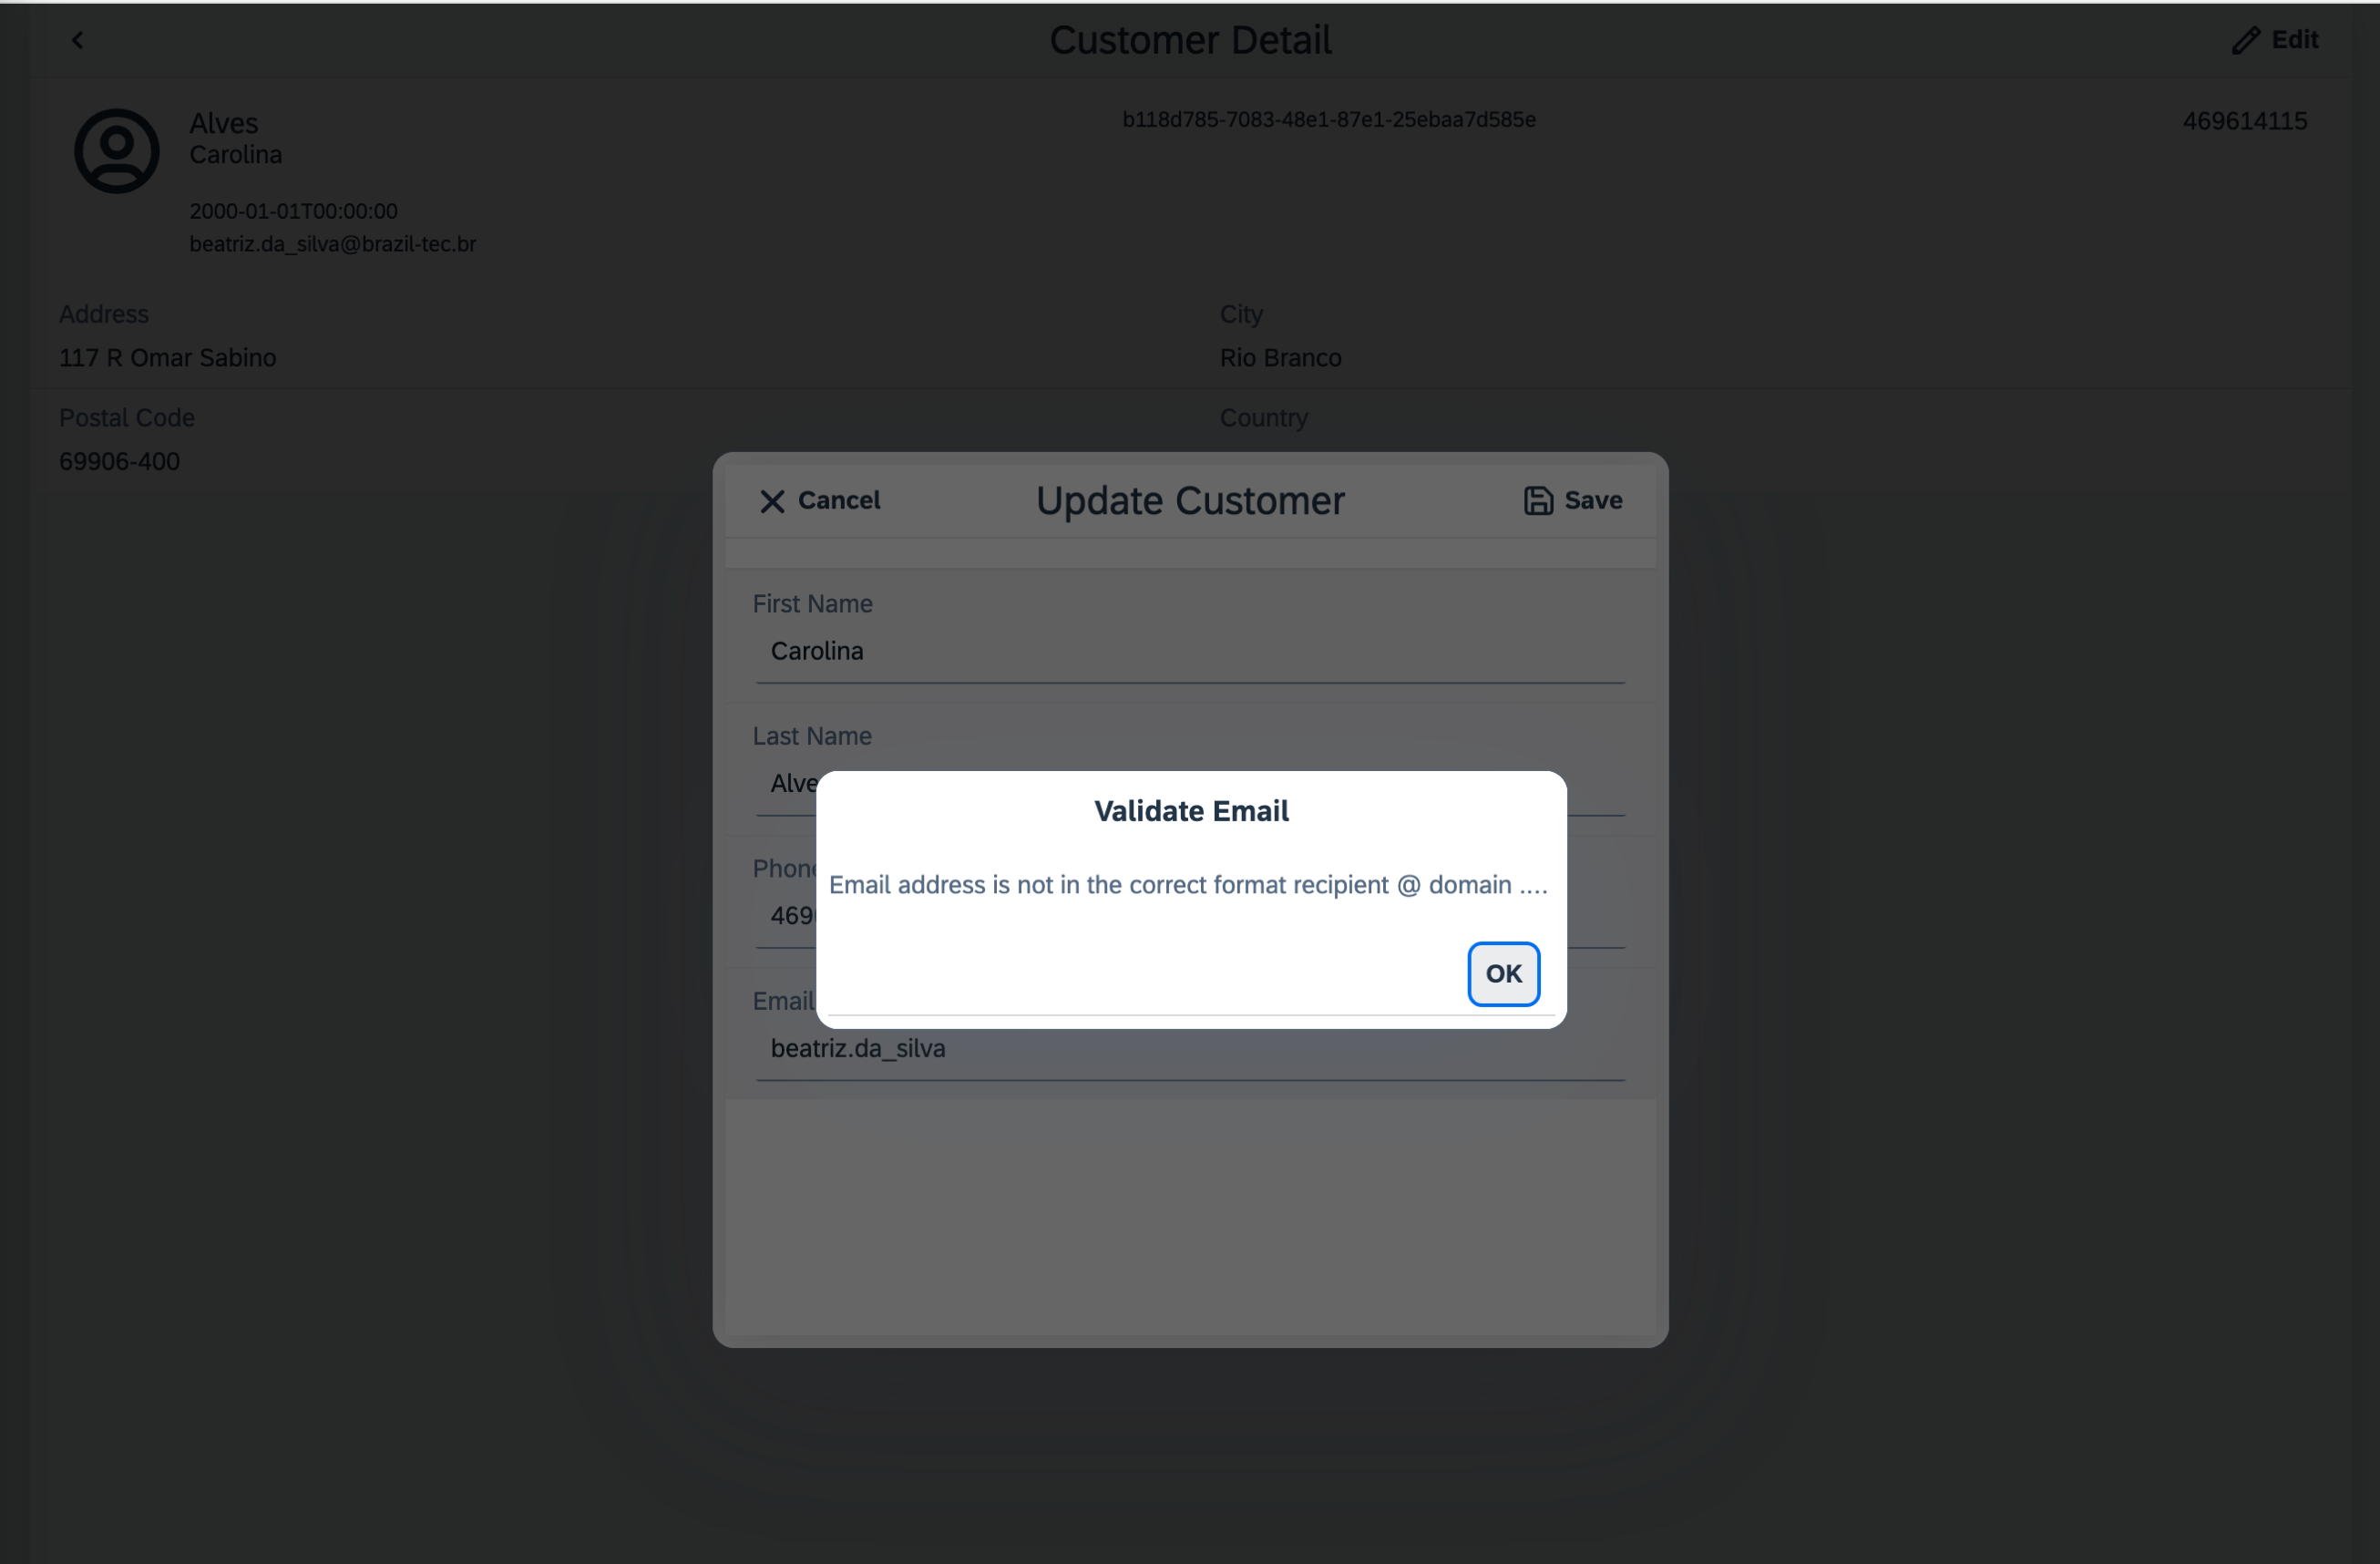 Customer Detail
Edit
Alves
Carolina
2000-01-01T00:00:00
beatriz.da_silva@brazil-tec.br
b118d785-7083-48e1-87e1-25ebaa7d585e
469614115
Address
117 R Omar Sabino
City
Rio Branco
Postal Code
69906-400
Country
Cancel
Update Customer
Save
First Name
Carolina
Last Name
Alve
Phone
469
Validate Email
Email address is not in the correct format recipient @ domain ....
OK
Email
beatriz.da_silva